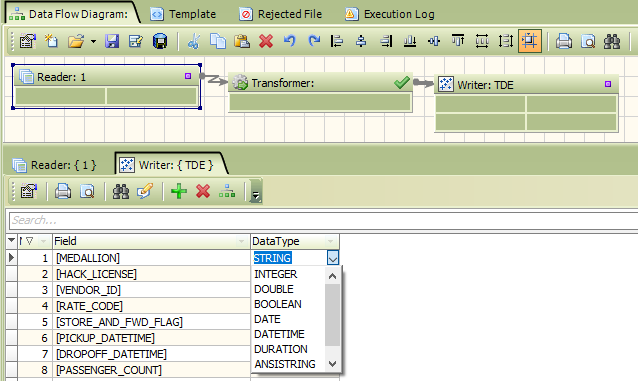 Data Flow Diagram: Template Rejected File Execution Log
Reader: 1
Transformer:
Writer: TDE
Reader: { 1 } Writer: { TDE }
Search...
Field DataType
1 [MEDALLION] STRING
2 [HACK_LICENSE] INTEGER
3 [VENDOR_ID] DOUBLE
4 [RATE_CODE] BOOLEAN
5 [STORE_AND_FWD_FLAG] DATE
6 [PICKUP_DATETIME] DATETIME
7 [DROPOFF_DATETIME] DURATION
8 [PASSENGER_COUNT] ANSISTRING